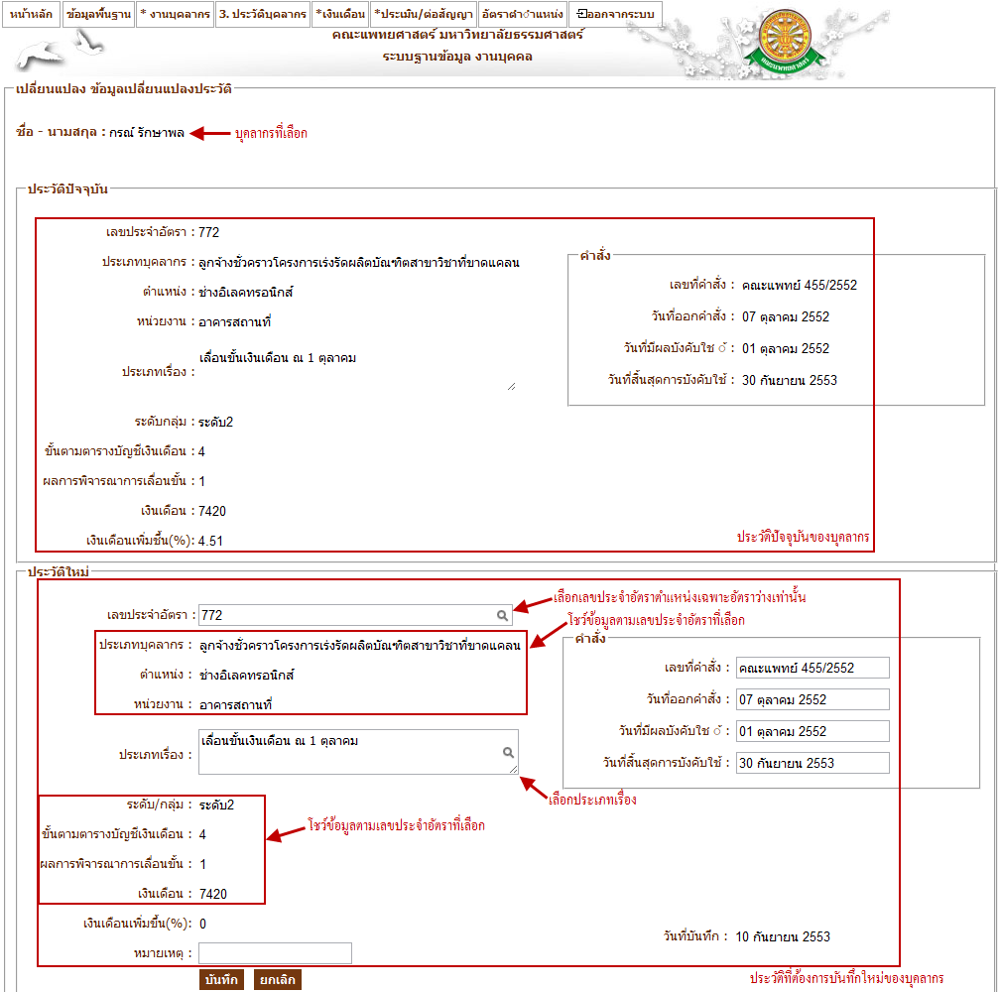 หน้าหลัก ข้อมูลพื้นฐาน * งานบุคลากร 3. ประวัติบุคลากร *เงินเดือน *ประเมิน/ต่อสัญญา อัตราตำแหน่ง ออกจากระบบ
คณะแพทยศาสตร์ มหาวิทยาลัยธรรมศาสตร์
ระบบฐานข้อมูล งานบุคคล
คณะแพทยศาสตร์
เปลี่ยนแปลง ข้อมูลเปลี่ยนแปลงประวัติ
ชื่อ - นามสกุล : กรณ์ รักษาพล บุคลากรที่เลือก
ประวัติปัจจุบัน
เลขประจำอัตรา : 772
ประเภทบุคลากร : ลูกจ้างชั่วคราวโครงการเร่งรัดผลิตบัณฑิตสาขาวิชาที่ขาดแคลน
ตำแหน่ง : ช่างอิเลคทรอนิกส์
หน่วยงาน : อาคารสถานที่
ประเภทเรื่อง : เลื่อนขั้นเงินเดือน ณ 1 ตุลาคม
ระดับกลุ่ม : ระดับ2
ขั้นตามตารางบัญชีเงินเดือน : 4
ผลการพิจารณาการเลื่อนขั้น : 1
เงินเดือน : 7420
เงินเดือนเพิ่มขึ้น(%): 4.51
คำสั่ง
เลขที่คำสั่ง : คณะแพทย์ 455/2552
วันที่ออกคำสั่ง : 07 ตุลาคม 2552
วันที่มีผลบังคับใช ้ : 01 ตุลาคม 2552
วันที่สิ้นสุดการบังคับใช้ : 30 กันยายน 2553
ประวัติปัจจุบันของบุคลากร
ประวัติใหม่
เลขประจำอัตรา : 772
เลือกเลขประจำอัตราตำแหน่งเฉพาะอัตราว่างเท่านั้น
โชว์ข้อมูลตามเลขประจำอัตราที่เลือก
ประเภทบุคลากร : ลูกจ้างชั่วคราวโครงการเร่งรัดผลิตบัณฑิตสาขาวิชาที่ขาดแคลน
ตำแหน่ง : ช่างอิเลคทรอนิกส์
หน่วยงาน : อาคารสถานที่
ประเภทเรื่อง : เลื่อนขั้นเงินเดือน ณ 1 ตุลาคม
เลือกประเภทเรื่อง
คำสั่ง
เลขที่คำสั่ง : คณะแพทย์ 455/2552
วันที่ออกคำสั่ง : 07 ตุลาคม 2552
วันที่มีผลบังคับใช ้ : 01 ตุลาคม 2552
วันที่สิ้นสุดการบังคับใช้ : 30 กันยายน 2553
ระดับ/กลุ่ม : ระดับ2
ขั้นตามตารางบัญชีเงินเดือน : 4
โชว์ข้อมูลตามเลขประจำอัตราที่เลือก
ผลการพิจารณาการเลื่อนขั้น : 1
เงินเดือน : 7420
เงินเดือนเพิ่มขึ้น(%): 0
วันที่บันทึก : 10 กันยายน 2553
หมายเหตุ :
บันทึก ยกเลิก
ประวัติที่ต้องการบันทึกใหม่ของบุคลากร